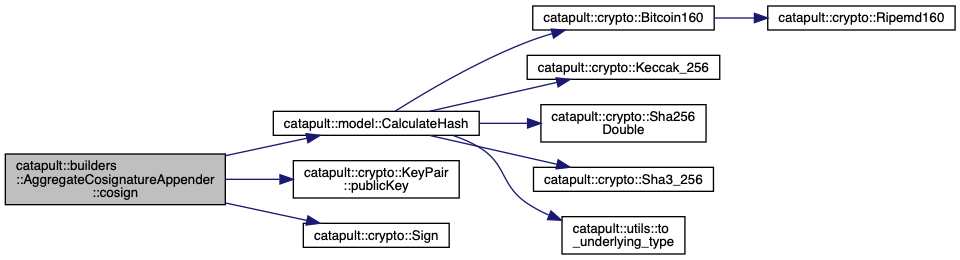 catapult::builders
::AggregateCosignatureAppender
::cosign
catapult::model::CalculateHash
catapult::crypto::KeyPair
::publicKey
catapult::crypto::Sign
catapult::crypto::Bitcoin160
catapult::crypto::Keccak_256
catapult::crypto::Sha256
Double
catapult::crypto::Sha3_256
catapult::utils::to
_underlying_type
catapult::crypto::Ripemd160